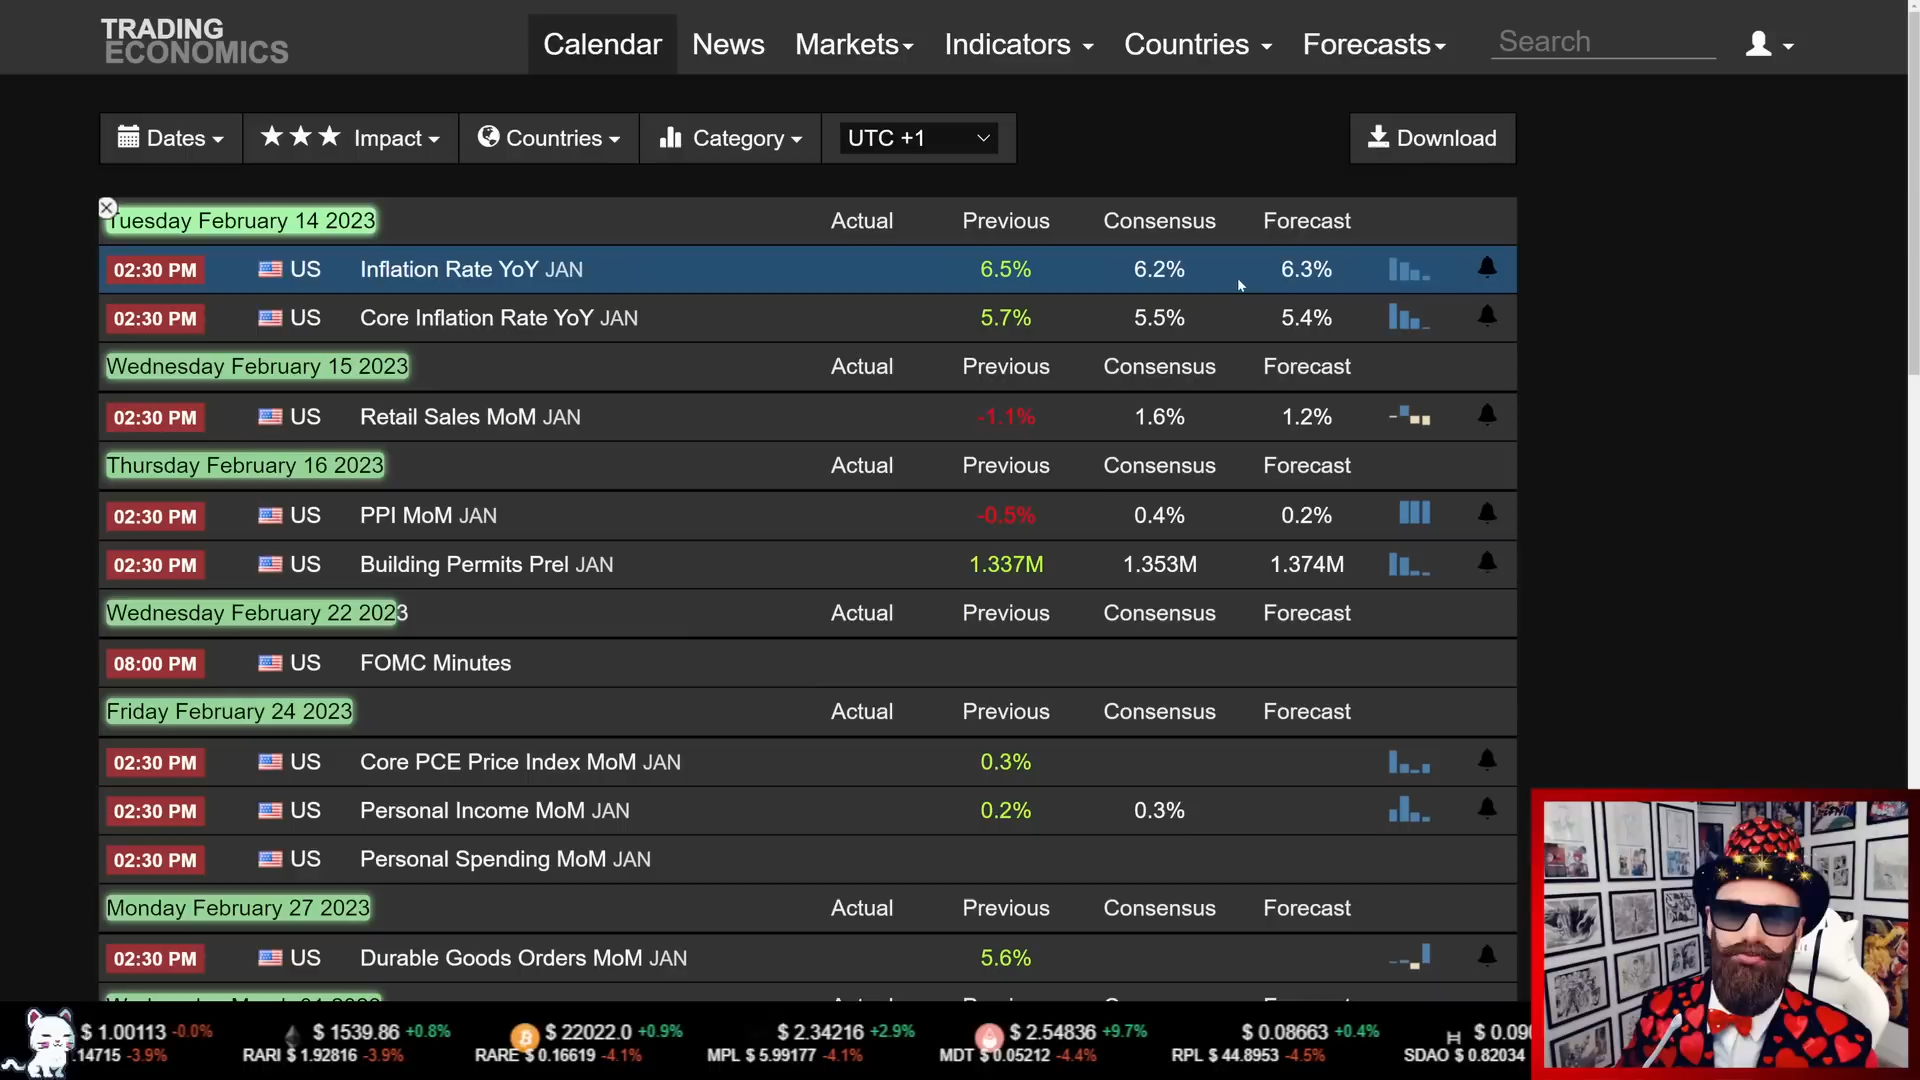 TRADING ECONOMICS
Calendar News Markets Indicators Countries Forecasts Search
Dates Impact Countries Category UTC +1 Download
Tuesday February 14 2023 Actual Previous Consensus Forecast
02:30 PM US Inflation Rate YoY JAN 6.5% 6.2% 6.3%
02:30 PM US Core Inflation Rate YoY JAN 5.7% 5.5% 5.4%
Wednesday February 15 2023 Actual Previous Consensus Forecast
02:30 PM US Retail Sales MoM JAN -1.1% 1.6% 1.2%
Thursday February 16 2023 Actual Previous Consensus Forecast
02:30 PM US PPI MoM JAN -0.5% 0.4% 0.2%
02:30 PM US Building Permits Prel JAN 1.337M 1.353M 1.374M
Wednesday February 22 2023 Actual Previous Consensus Forecast
08:00 PM US FOMC Minutes
Friday February 24 2023 Actual Previous Consensus Forecast
02:30 PM US Core PCE Price Index MoM JAN 0.3%
02:30 PM US Personal Income MoM JAN 0.2% 0.3%
02:30 PM US Personal Spending MoM JAN
Monday February 27 2023 Actual Previous Consensus Forecast
02:30 PM US Durable Goods Orders MoM JAN 5.6%
$ 1.00113 -0.0% $ 1539.86 +0.8% $ 22022.0 +0.9% $ 2.34216 +2.9% $ 2.54836 +9.7% $ 0.08663 +0.4% $ 0.090
.14715 -3.9% RARI $ 1.92816 -3.9% RARE $ 0.16619 -4.1% MPL $ 5.99177 -4.1% MDT $ 0.05212 -4.4% RPL $ 44.8953 -4.5% SDAO $ 0.82034